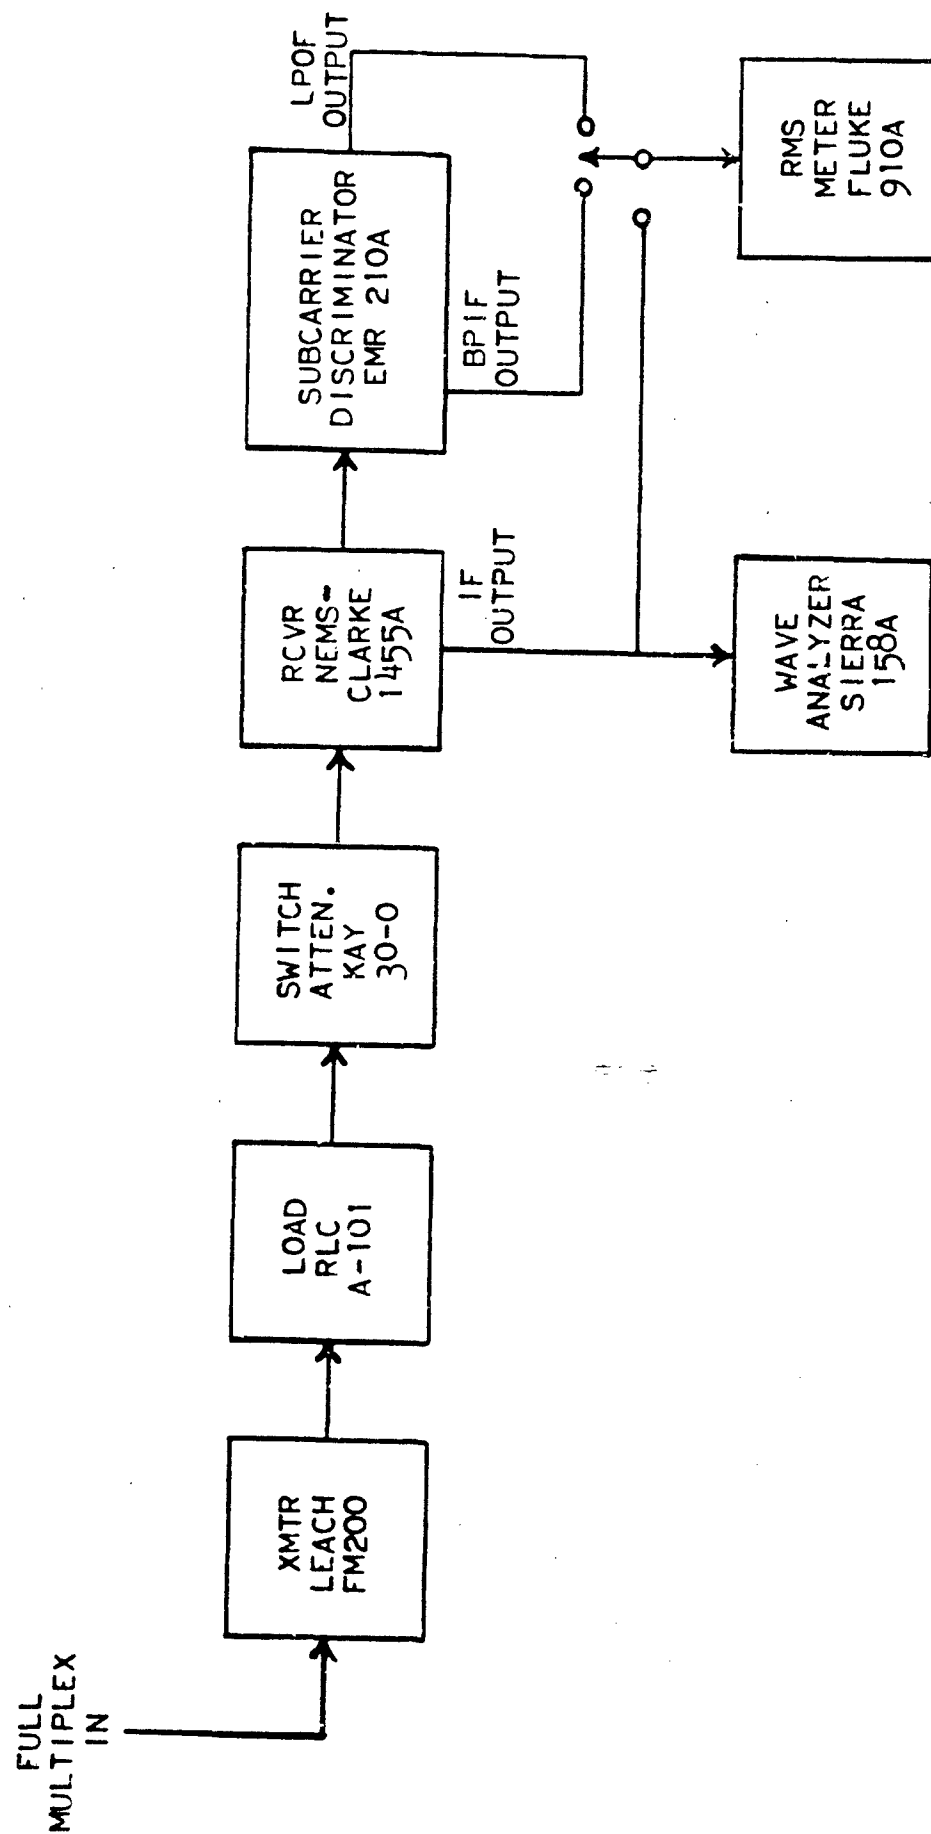 FULL
MULTIPLEX
IN
XMTR
LEACH
FM200
LOAD
RLC
A-101
SWITCH
ATTEN.
KAY
30-0
RCVR
NEMS-
CLARKE
1455A
IF
OUTPUT
SUBCARRIER
DISCRIMINATOR
EMR 210A
LPOF
OUTPUT
BPIF
OUTPUT
WAVE
ANALYZER
SIERRA
158A
RMS
METER
FLUKE
910A